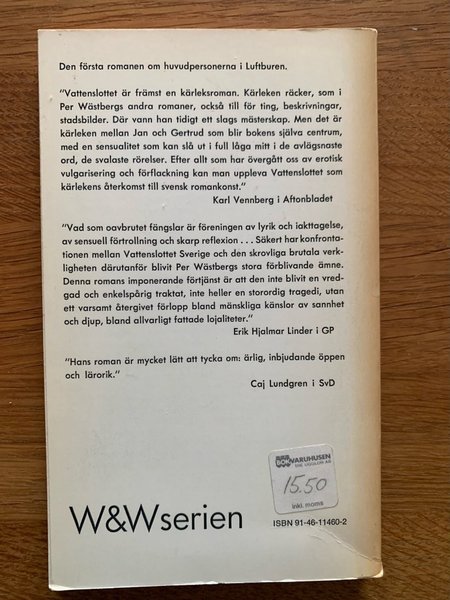 Den första romanen om huvudpersonerna i Luftburen.
"Vattenslottet är främst en kärleksroman. Kärleken räcker, som i
Per Wästbergs andra romaner, också till för ting, beskrivningar,
stadsbilder. Där vann han tidigt ett slags mästerskap. Men det är
kärleken mellan Jan och Gertrud som blir bokens själva centrum,
med en sensualitet som kan slå ut i full låga mitt i de avlägsnaste
ord, de svalaste rörelser. Efter allt som har övergått oss av erotisk
vulgarisering och förflackning kan man uppleva Vattenslottet som
kärlekens återkomst till svensk romankonst."
Karl Vennberg i Aftonbladet
"Vad som oavbrutet fängslar är föreningen av lyrik och iakttagelse,
av sensuell förtrollning och skarp reflexion . . . Säkert har konfronta-
tionen mellan Vattenslottet Sverige och den skrovliga brutala verk-
ligheten därutanför blivit Per Wästbergs stora förblivande ämne.
Denna romans imponerande förtjänst är att den inte blivit en vred-
gad och enkelspårig traktat, inte heller en storordig tragedi, utan
ett varsamt återgivet förlopp bland mänskliga känslor av sannhet
och djup, bland allvarligt fattade lojaliteter."
Erik Hjalmar Linder i GP
"Hans roman är mycket lätt att tycka om: ärlig, inbjudande öppen
och lärorik."
Caj Lundgren i SvD
BOKVARUHUSEN
15.50
inkl. moms
W&Wserien
ISBN 91-46-11460-2